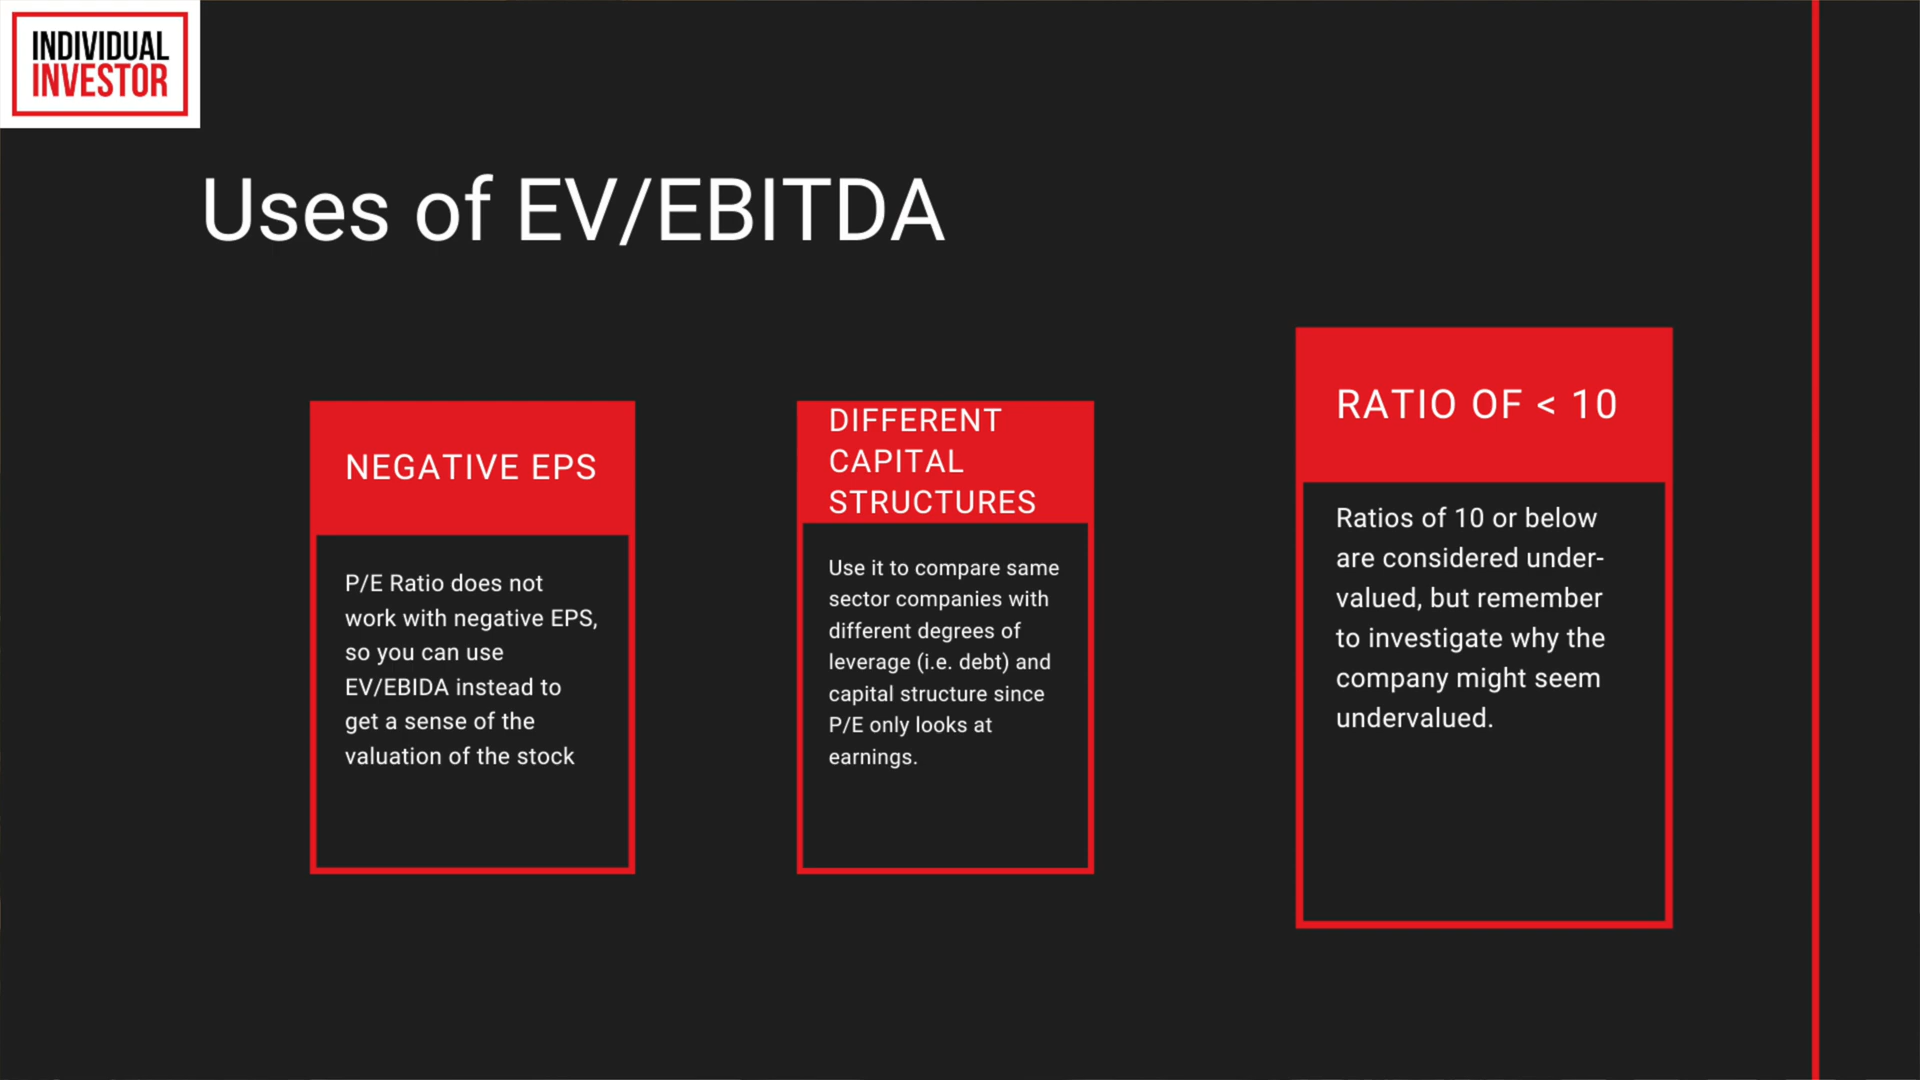 INDIVIDUAL
INVESTOR
Uses of EV/EBITDA
NEGATIVE EPS
P/E Ratio does not
work with negative EPS,
so you can use
EV/EBIDA instead to
get a sense of the
valuation of the stock
DIFFERENT
CAPITAL
STRUCTURES
Use it to compare same
sector companies with
different degrees of
leverage (i.e. debt) and
capital structure since
P/E only looks at
earnings.
RATIO OF < 10
Ratios of 10 or below
are considered under-
valued, but remember
to investigate why the
company might seem
undervalued.